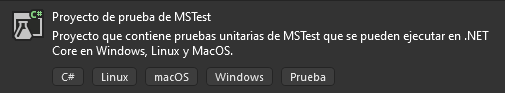 C#
Proyecto de prueba de MSTest
Proyecto que contiene pruebas unitarias de MSTest que se pueden ejecutar en .NET
Core en Windows, Linux y MacOS.
C# Linux macOS Windows Prueba